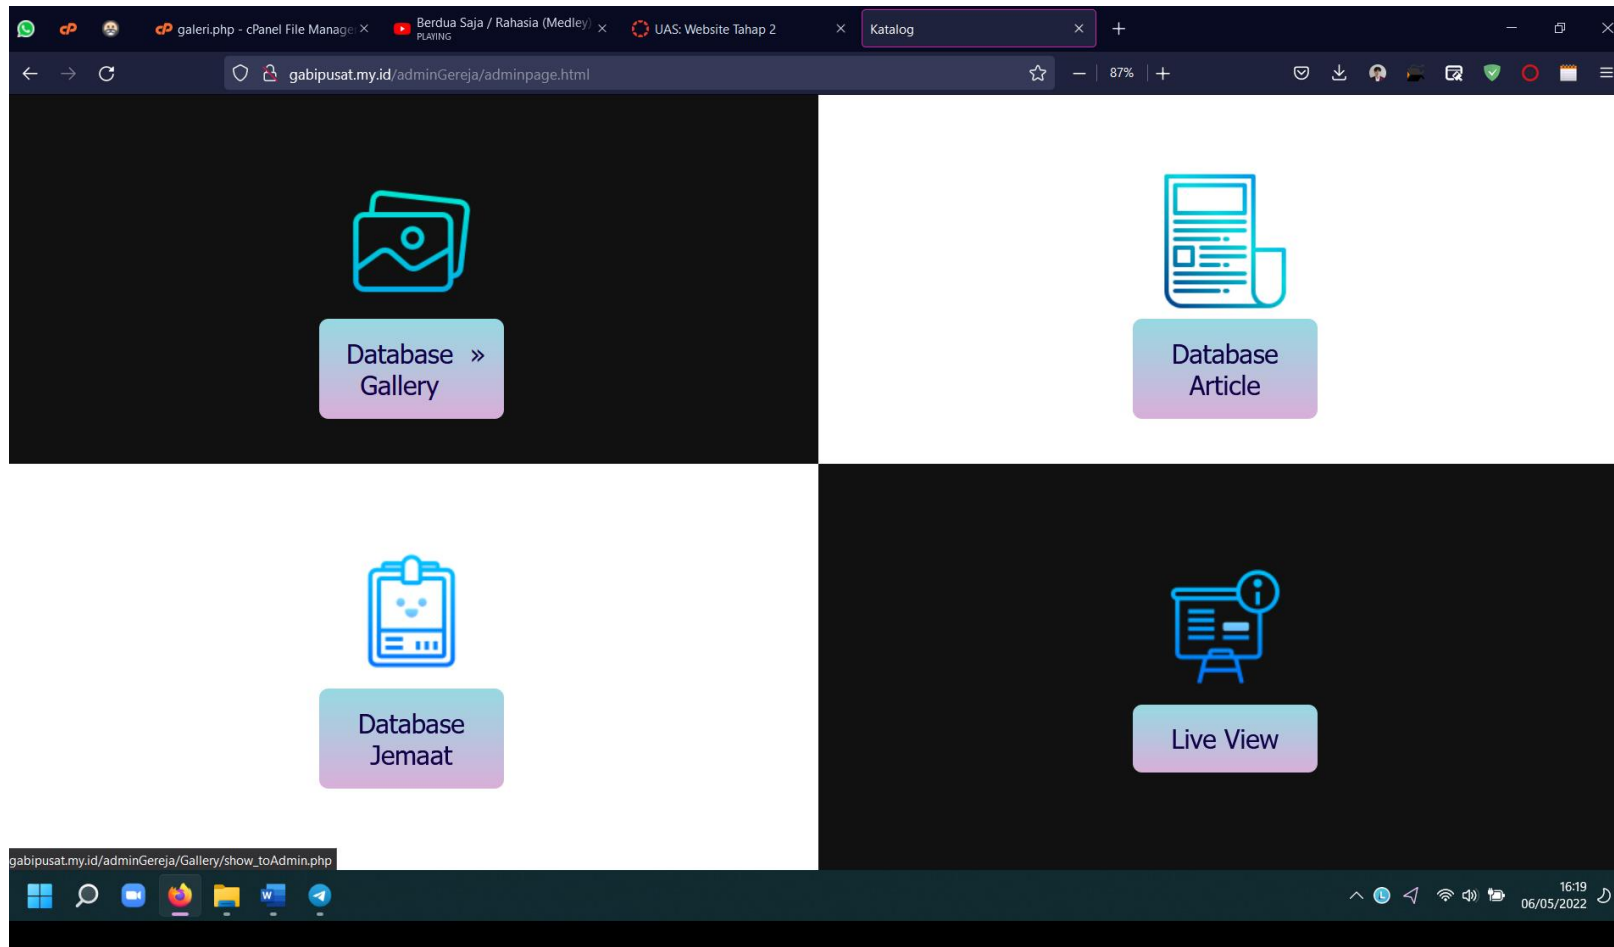 galeri.php - cPanel File Manage
Berdua Saja / Rahasia (Medley)
PLAYING
UAS: Website Tahap 2
Katalog
gabipusat.my.id/adminGereja/adminpage.html
87%
Database »
Gallery
Database
Article
Database
Jemaat
Live View
gabipusat.my.id/adminGereja/Gallery/show_toAdmin.php
16:19
06/05/2022